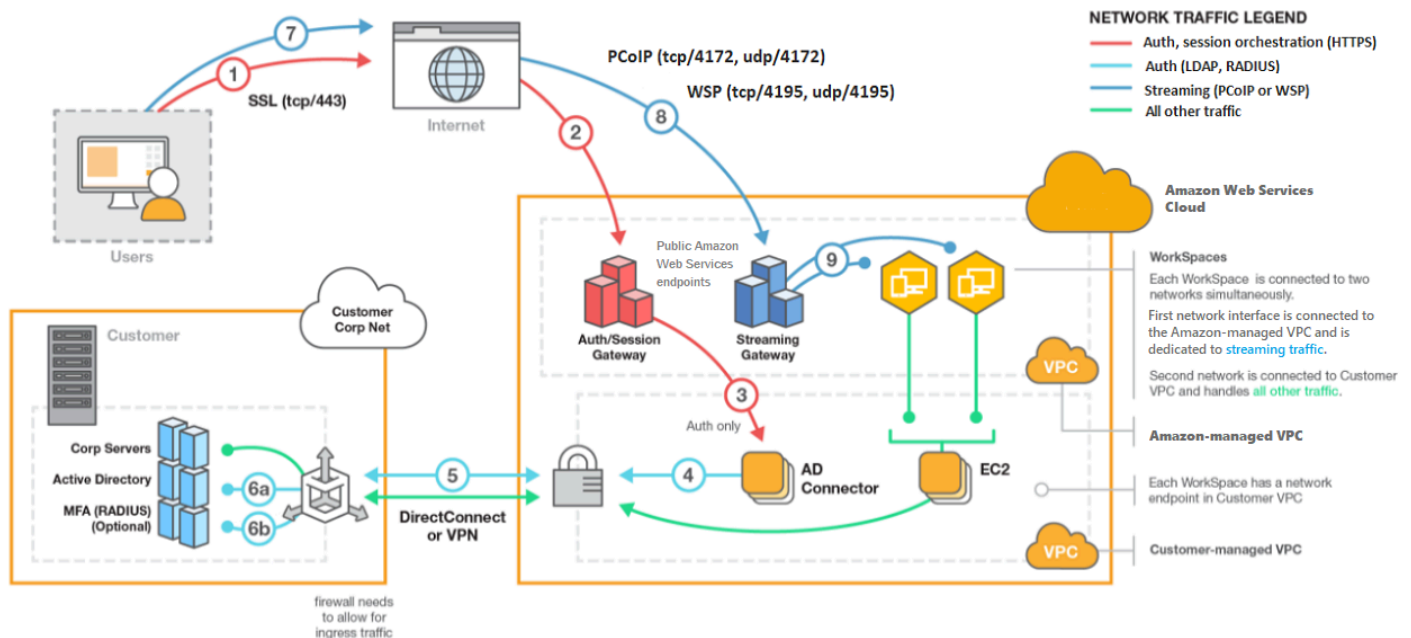 NETWORK TRAFFIC LEGEND
Auth, session orchestration (HTTPS)
Auth (LDAP, RADIUS)
Streaming (PCoIP or WSP)
All other traffic
7
1
SSL (tcp/443)
Internet
PCoIP (tcp/4172, udp/4172)
WSP (tcp/4195, udp/4195)
8
2
Users
Amazon Web Services
Cloud
Public Amazon
Web Services
endpoints
9
Auth/Session
Gateway
Streaming
Gateway
WorkSpaces
Each WorkSpace is connected to two
networks simultaneously.
First network interface is connected to
the Amazon-managed VPC and is
dedicated to streaming traffic.
Second network is connected to Customer
VPC and handles all other traffic.
VPC
Amazon-managed VPC
Customer
Customer
Corp Net
3
Auth only
Corp Servers
Active Directory
MFA (RADIUS)
(Optional)
6a
6b
5
DirectConnect
or VPN
4
AD
Connector
EC2
Each WorkSpace has a network
endpoint in Customer VPC
VPC
Customer-managed VPC
firewall needs
to allow for
ingress traffic